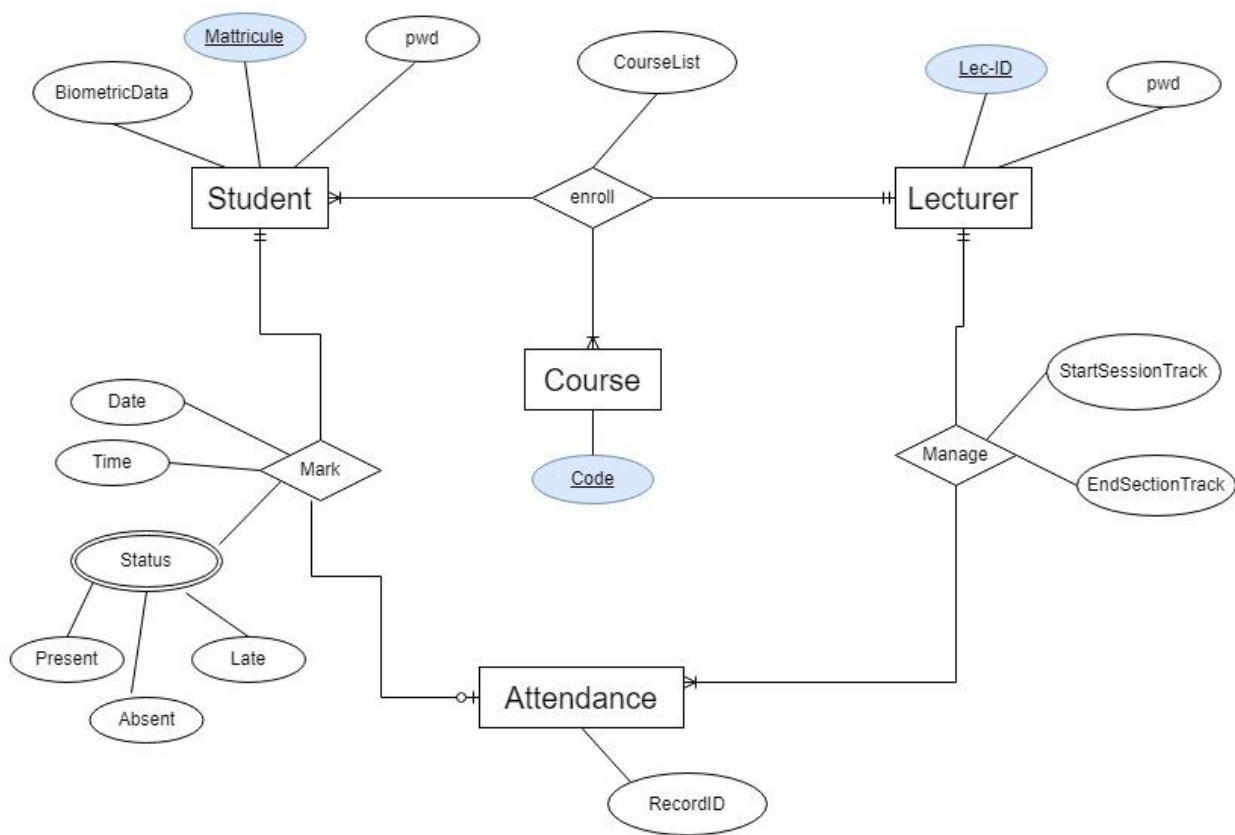 Mattricule
pwd
BiometricData
CourseList
Lec-ID
pwd
Student
enroll
Lecturer
Course
Code
Date
Time
Mark
Status
Present
Absent
Late
Manage
StartSessionTrack
EndSectionTrack
Attendance
RecordID